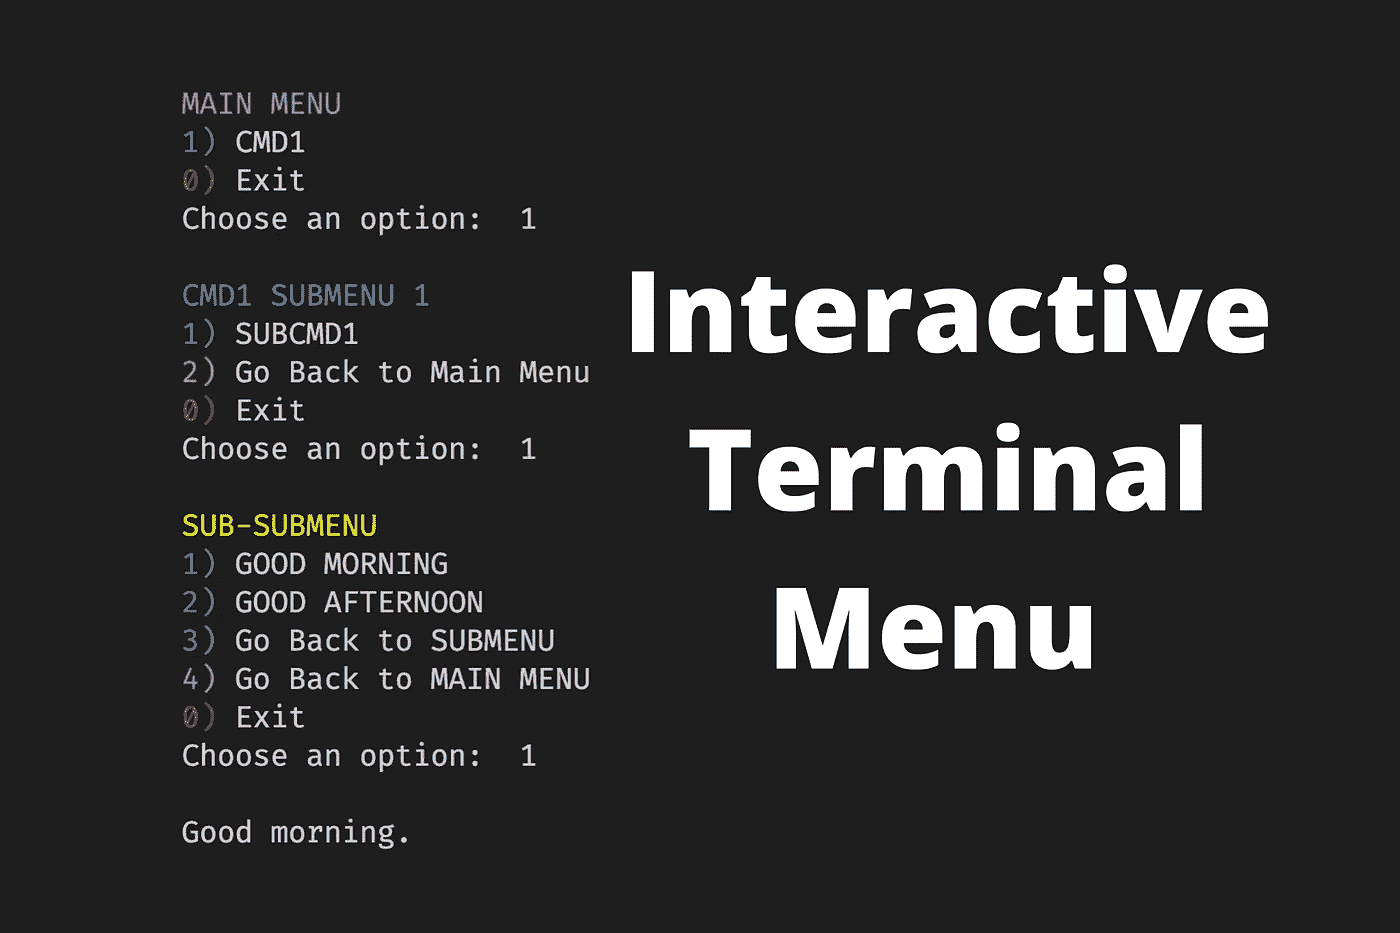 MAIN MENU
1) CMD1
0) Exit
Choose an option:  1
CMD1 SUBMENU 1
1) SUBCMD1
2) Go Back to Main Menu
0) Exit
Choose an option:  1
SUB-SUBMENU
1) GOOD MORNING
2) GOOD AFTERNOON
3) Go Back to SUBMENU
4) Go Back to MAIN MENU
0) Exit
Choose an option:  1
Good morning.
Interactive
Terminal
Menu